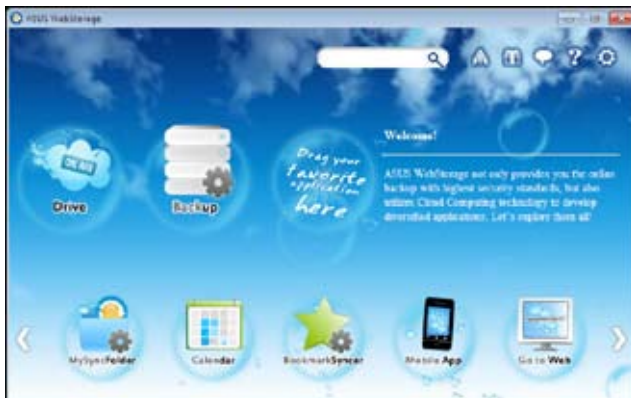 ASUS WebStorage
Welcome!
Drag your
favorite
application
here
ASUS WebStorage not only provides you the online
backup with highest security standards, but also
utilizes Cloud Computing technology to develop
diversified applications. Let's explore them all!
Drive
Backup
MySyncFolder
Calendar
BookmarkSyncer
Mobile App
Go to Web